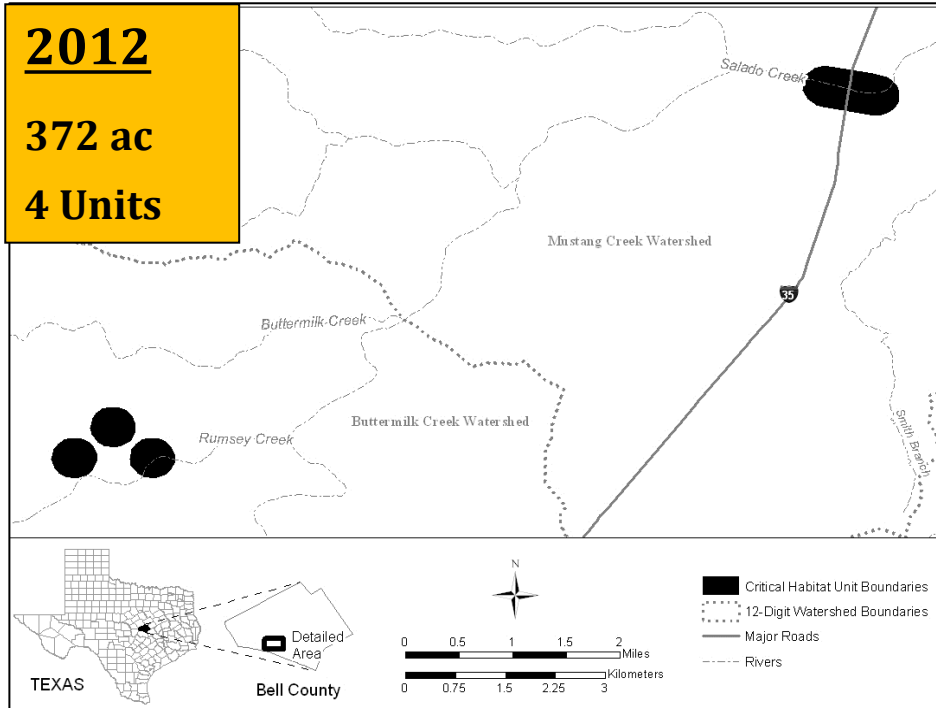 2012
372 ac
4 Units
Salado Creek
Mustang Creek Watershed
35
Buttermilk Creek
Buttermilk Creek Watershed
Rumsey Creek
Smith Branch
TEXAS
Detailed
Area
Bell County
N
0 0.5 1 1.5 2
Miles
Kilometers
0 0.75 1.5 2.25 3
Critical Habitat Unit Boundaries
12-Digit Watershed Boundaries
Major Roads
Rivers